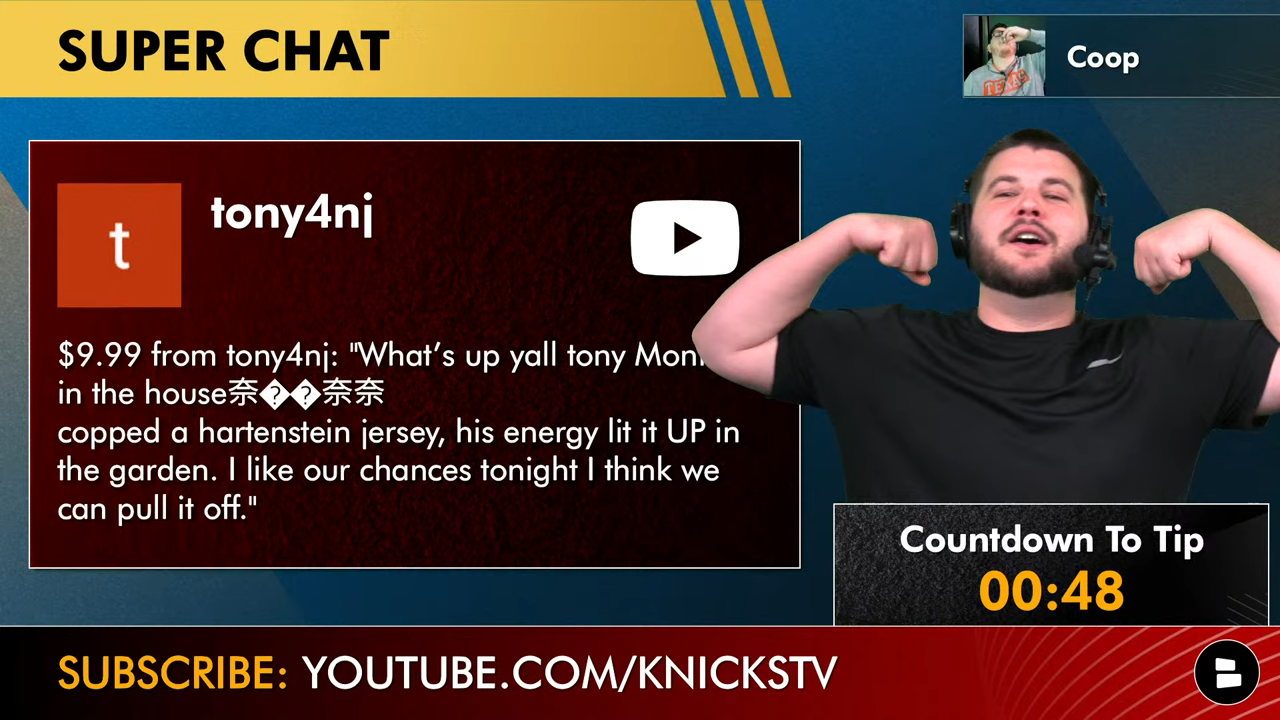 SUPER CHAT
Coop
t
tony4nj
$9.99 from tony4nj: "What's up yall tony
in the house奈��奈奈
copped a hartenstein jersey, his energy lit it UP in
the garden. I like our chances tonight I think we
can pull it off."
Countdown To Tip
00:48
SUBSCRIBE: YOUTUBE.COM/KNICKSTV